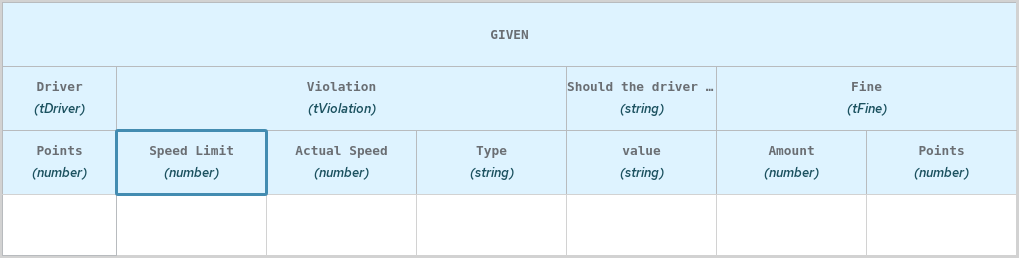 GIVEN
Driver Violation Should the driver … Fine
(tDriver) (tViolation) (string) (tFine)
Points Speed Limit Actual Speed Type value Amount Points
(number) (number) (number) (string) (string) (number) (number)